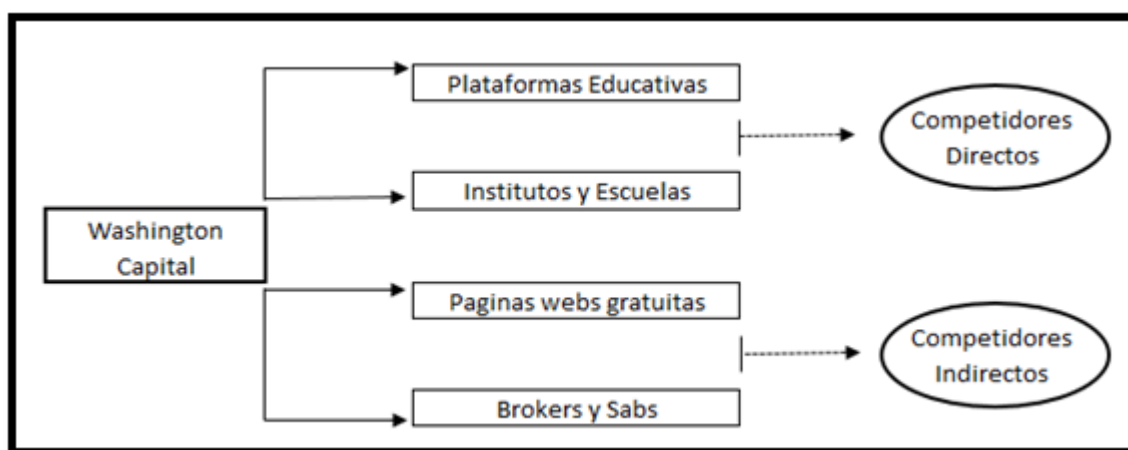 Plataformas Educativas
Competidores
Directos
Institutos y Escuelas
Washington
Capital
Paginas webs gratuitas
Competidores
Indirectos
Brokers y Sabs